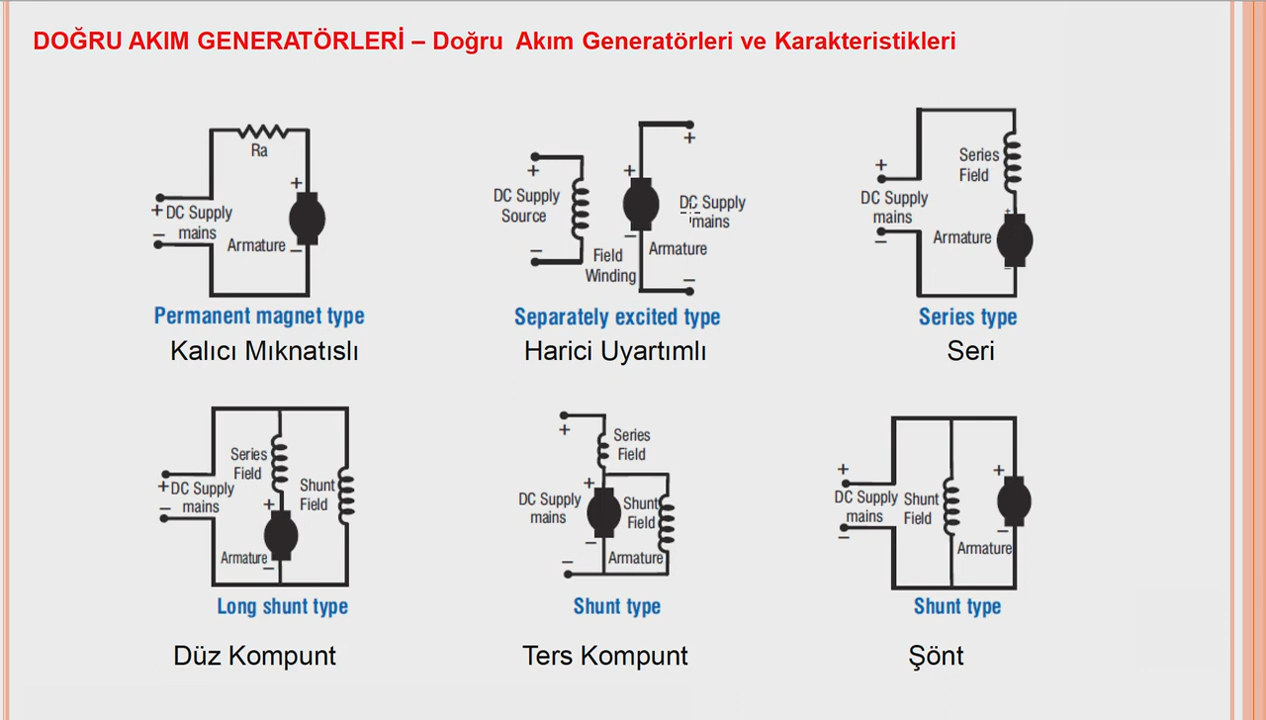 DOĞRU AKIM GENERATÖRLERİ – Doğru Akım Generatörleri ve Karakteristikleri
Ra
+
+ DC Supply
– mains
Armature –
Permanent magnet type
Kalıcı Mıknatıslı
+
+
+
DC Supply
Source
DC Supply
mains
–
–
Field
Winding
Armature
–
Separately excited type
Harici Uyartımlı
Series
Field
+
DC Supply
mains
–
+
Armature
–
Series type
Seri
Series
Field
+ DC Supply
– mains
Shunt
Field
+
Armature
–
Long shunt type
Düz Kompunt
+
Series
Field
+
DC Supply
mains
Shunt
Field
–
Armature
–
Shunt type
Ters Kompunt
+
+
DC Supply
mains
Shunt
Field
–
–
Armature
Shunt type
Şönt